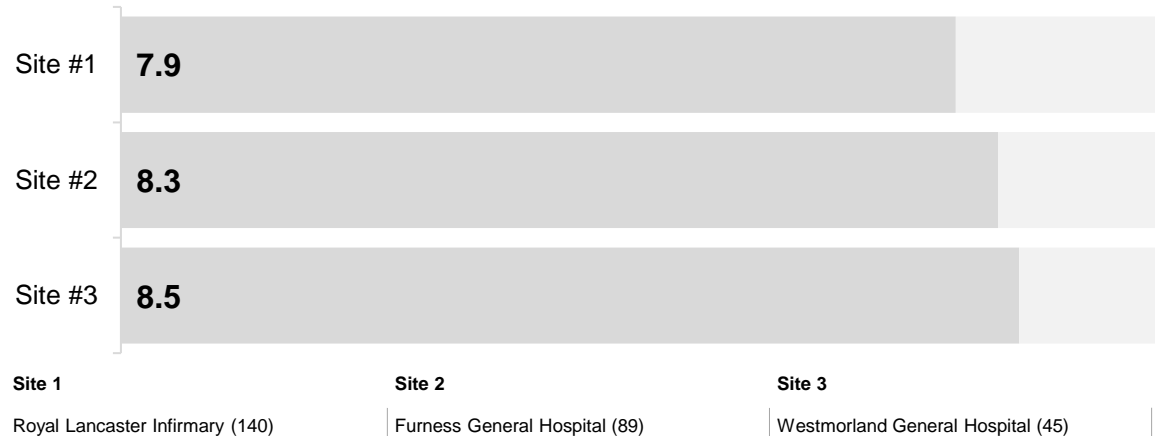 Site #1 7.9
Site #2 8.3
Site #3 8.5
Site 1 Site 2 Site 3
Royal Lancaster Infirmary (140) Furness General Hospital (89) Westmorland General Hospital (45)